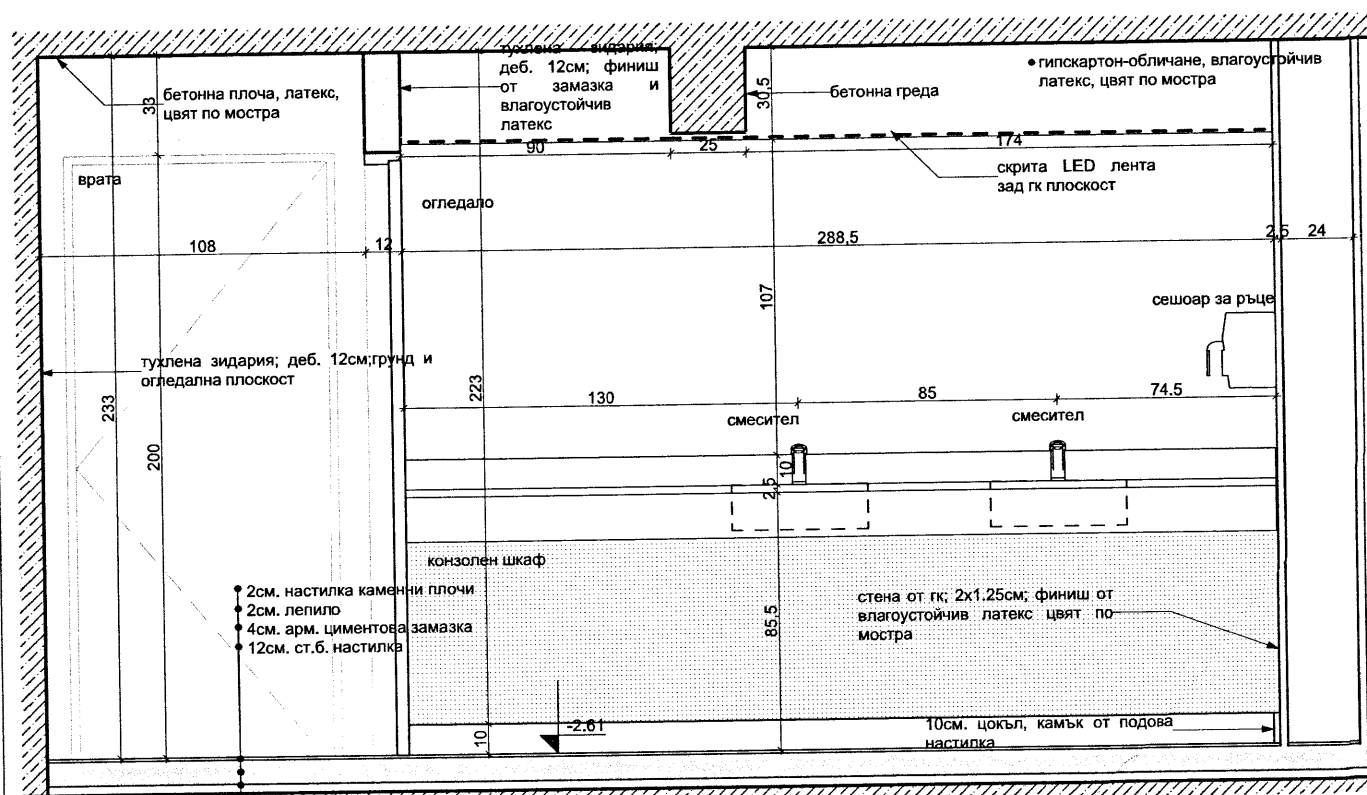 тухлена зидария;
деб. 12см; финиш
от замазка и
влагоустойчив
латекс
бетонна плоча, латекс,
цвят по мостра
33
30.5
бетонна греда
• гипскартон-обличане, влагоустойчив
латекс, цвят по мостра
90
25
174
скрита LED лента
зад гк плоскост
врата
огледало
108
12
288,5
2.5
24
107
сешоар за ръце
тухлена зидария; деб. 12см;грунд и
огледална плоскост
233
200
223
130
85
74.5
смесител
смесител
10
2.5
конзолен шкаф
• 2см. настилка каменни плочи
• 2см. лепило
• 4см. арм. циментова замазка
• 12см. ст.б. настилка
85.5
стена от гк; 2х1.25см; финиш от
влагоустойчив латекс цвят по
мостра
-2.61
10
10см. цокъл, камък от подова
настилка